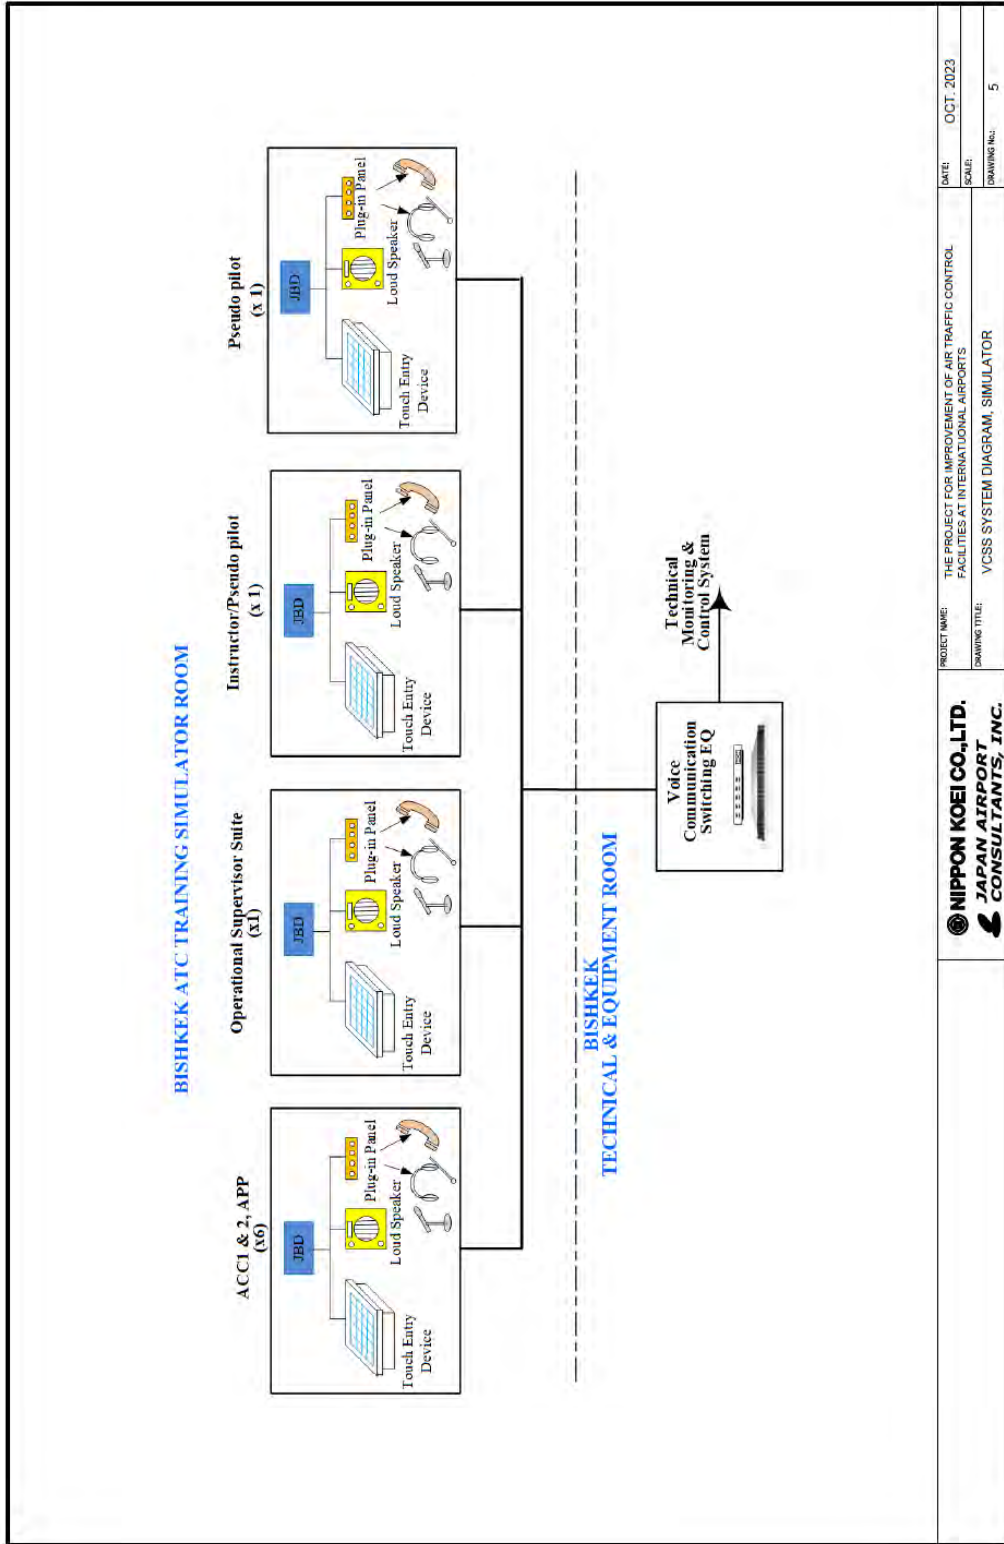 BISHKEK ATC TRAINING SIMULATOR ROOM
ACC1 & 2, APP
(x6)
JBD
Plug-in Panel
Loud Speaker
Touch Entry
Device
Operational Supervisor Suite
(x1)
JBD
Plug-in Panel
Loud Speaker
Touch Entry
Device
Instructor/Pseudo pilot
(x 1)
JBD
Plug-in Panel
Loud Speaker
Touch Entry
Device
Pseudo pilot
(x 1)
JBD
Plug-in Panel
Loud Speaker
Touch Entry
Device
BISHKEK
TECHNICAL & EQUIPMENT ROOM
Voice
Communication
Switching EQ
Technical
Monitoring &
Control System
NIPPON KOEI CO.,LTD.
JAPAN AIRPORT
CONSULTANTS, INC.
PROJECT NAME:
THE PROJECT FOR IMPROVEMENT OF AIR TRAFFIC CONTROL
FACILITIES AT INTERNATUONAL AIRPORTS
DRAWING TITLE:
VCSS SYSTEM DIAGRAM, SIMULATOR
DATE:
OCT. 2023
SCALE:
DRAWING No.:
5